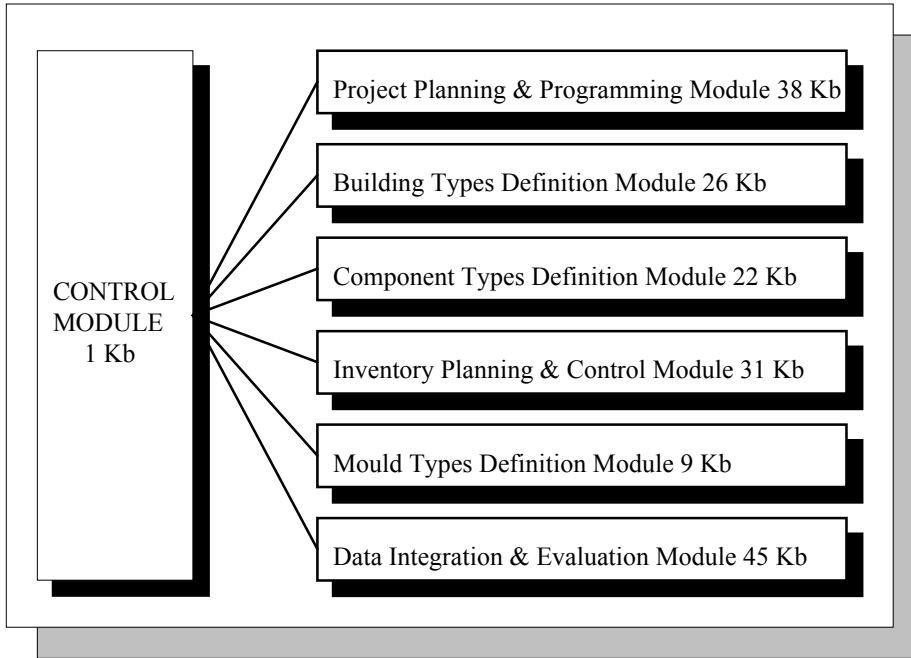 CONTROL
MODULE
1 Kb
Project Planning & Programming Module 38 Kb
Building Types Definition Module 26 Kb
Component Types Definition Module 22 Kb
Inventory Planning & Control Module 31 Kb
Mould Types Definition Module 9 Kb
Data Integration & Evaluation Module 45 Kb